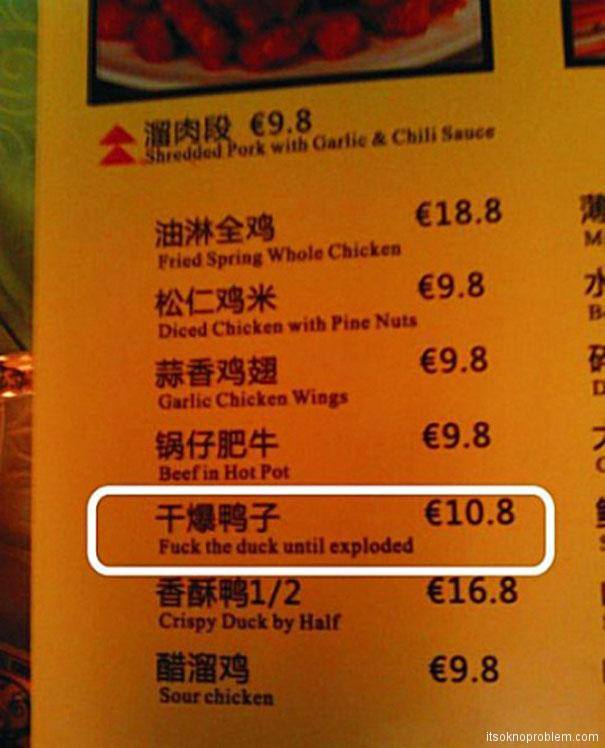 溜肉段 €9.8
Shredded Pork with Garlic & Chili Sauce
油淋全鸡 €18.8
Fried Spring Whole Chicken
松仁鸡米 €9.8
Diced Chicken with Pine Nuts
蒜香鸡翅 €9.8
Garlic Chicken Wings
锅仔肥牛 €9.8
Beef in Hot Pot
干爆鸭子 €10.8
Fuck the duck until exploded
香酥鸭1/2 €16.8
Crispy Duck by Half
醋溜鸡 €9.8
Sour chicken
薄
M
水
B
itsoknoproblem.com